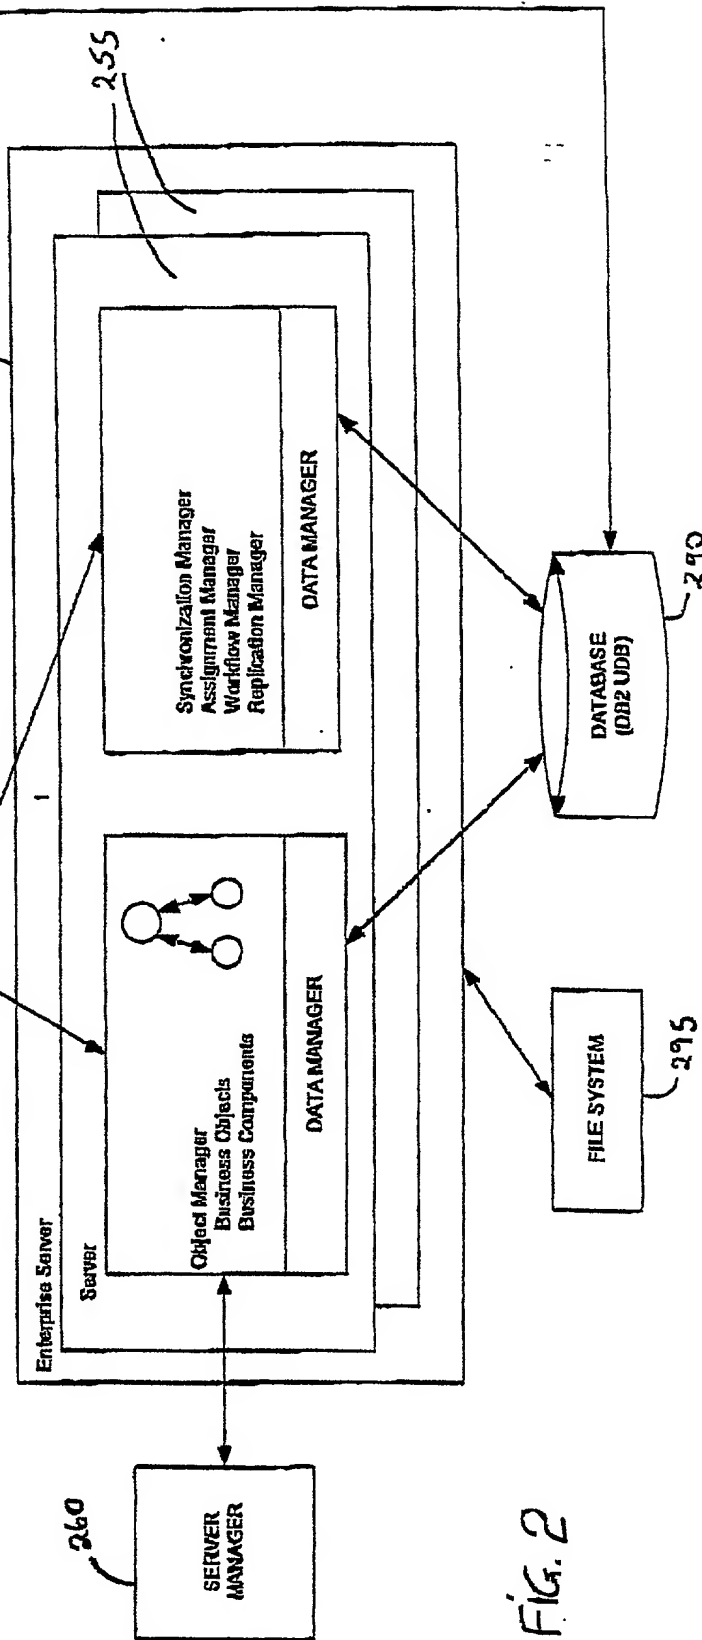 255
Enterprise Server
Server
Object Manager
Business Objects
Business Components
DATA MANAGER
Synchronization Manager
Assignment Manager
Workflow Manager
Replication Manager
DATA MANAGER
260
SERVER
MANAGER
FILE SYSTEM
295
DATABASE
(DB2 UDB)
290
FIG. 2